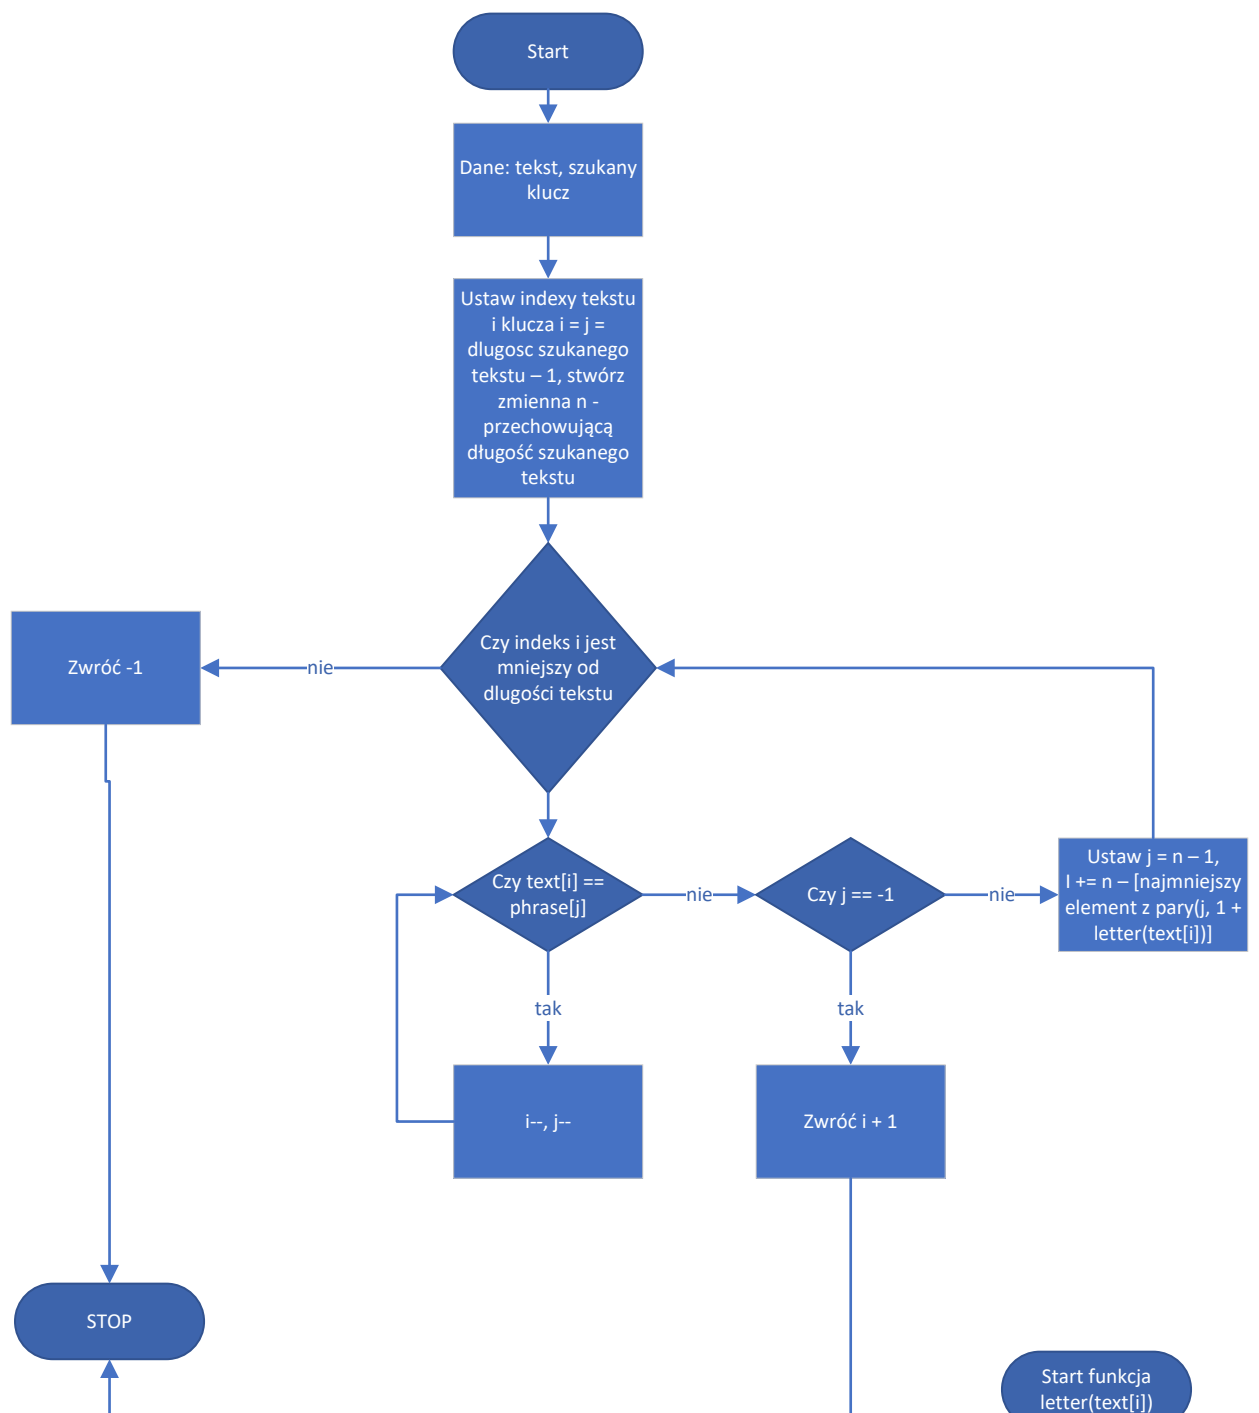 Start
Dane: tekst, szukany
klucz
Ustaw indexy tekstu
i klucza i = j =
dlugosc szukanego
tekstu – 1, stwórz
zmienna n -
przechowującą
długość szukanego
tekstu
Czy indeks i jest
mniejszy od
dlugości tekstu
nie
Zwróć -1
Czy text[i] ==
phrase[j]
nie
Czy j == -1
nie
Ustaw j = n – 1,
I += n – [najmniejszy
element z pary(j, 1 +
letter(text[i])]
tak
tak
i--, j--
Zwróć i + 1
STOP
Start funkcja
letter(text[i])